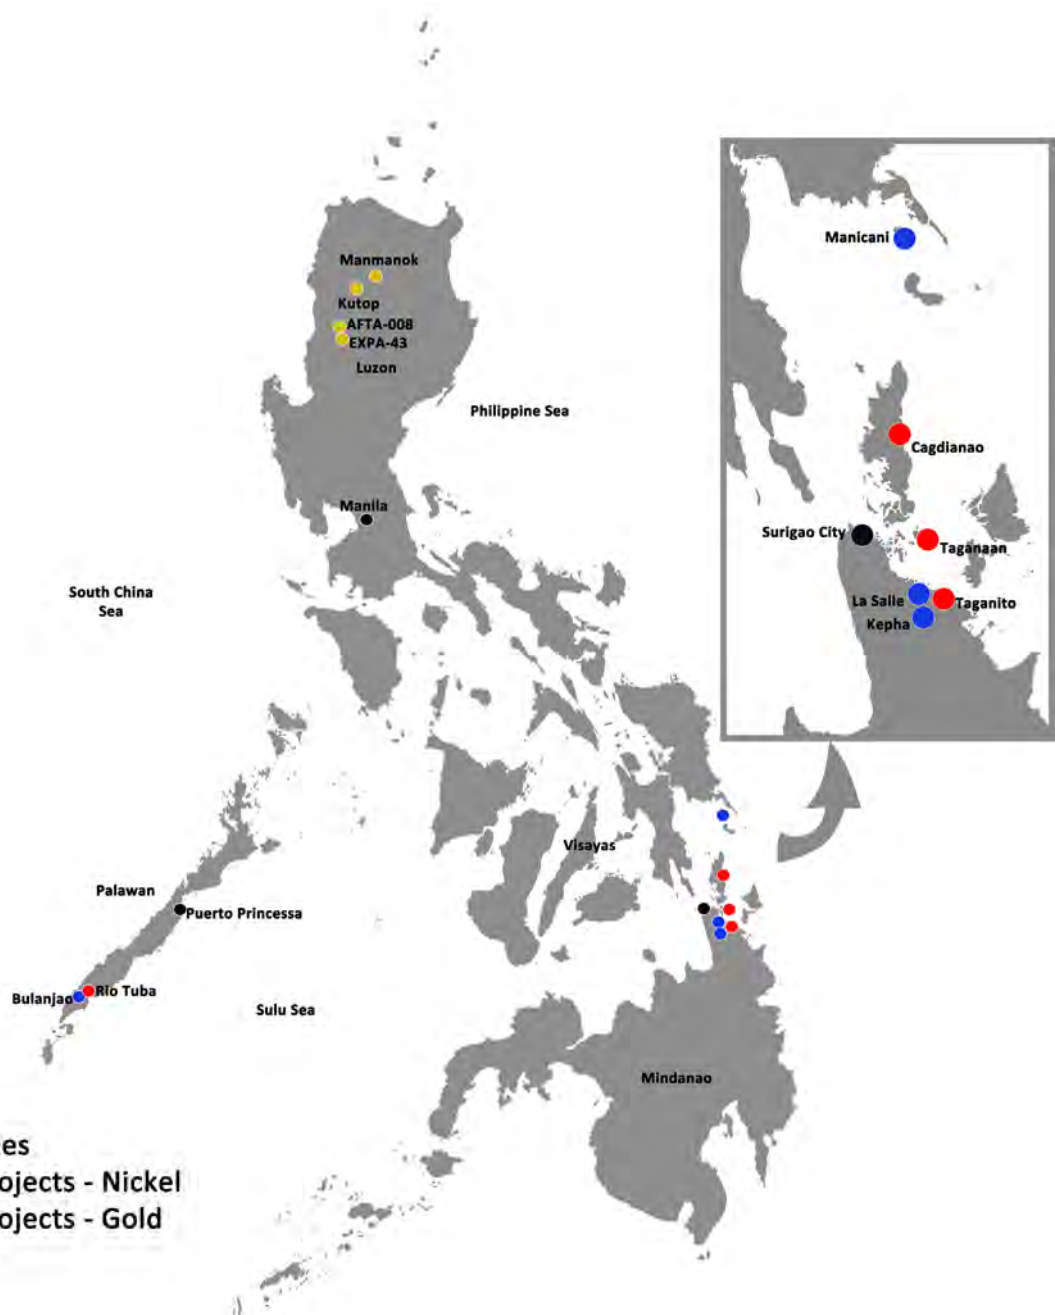 Manmanok
Kutop
AFTA-008
EXPA-43
Luzon
Philippine Sea
Manila
South China
Sea
Manicani
Cagdianao
Surigao City
Taganaan
La Salle
Taganito
Kepha
Visayas
Palawan
Puerto Princessa
Bulanjao
Rio Tuba
Sulu Sea
Mindanao
es
ojects - Nickel
ojects - Gold